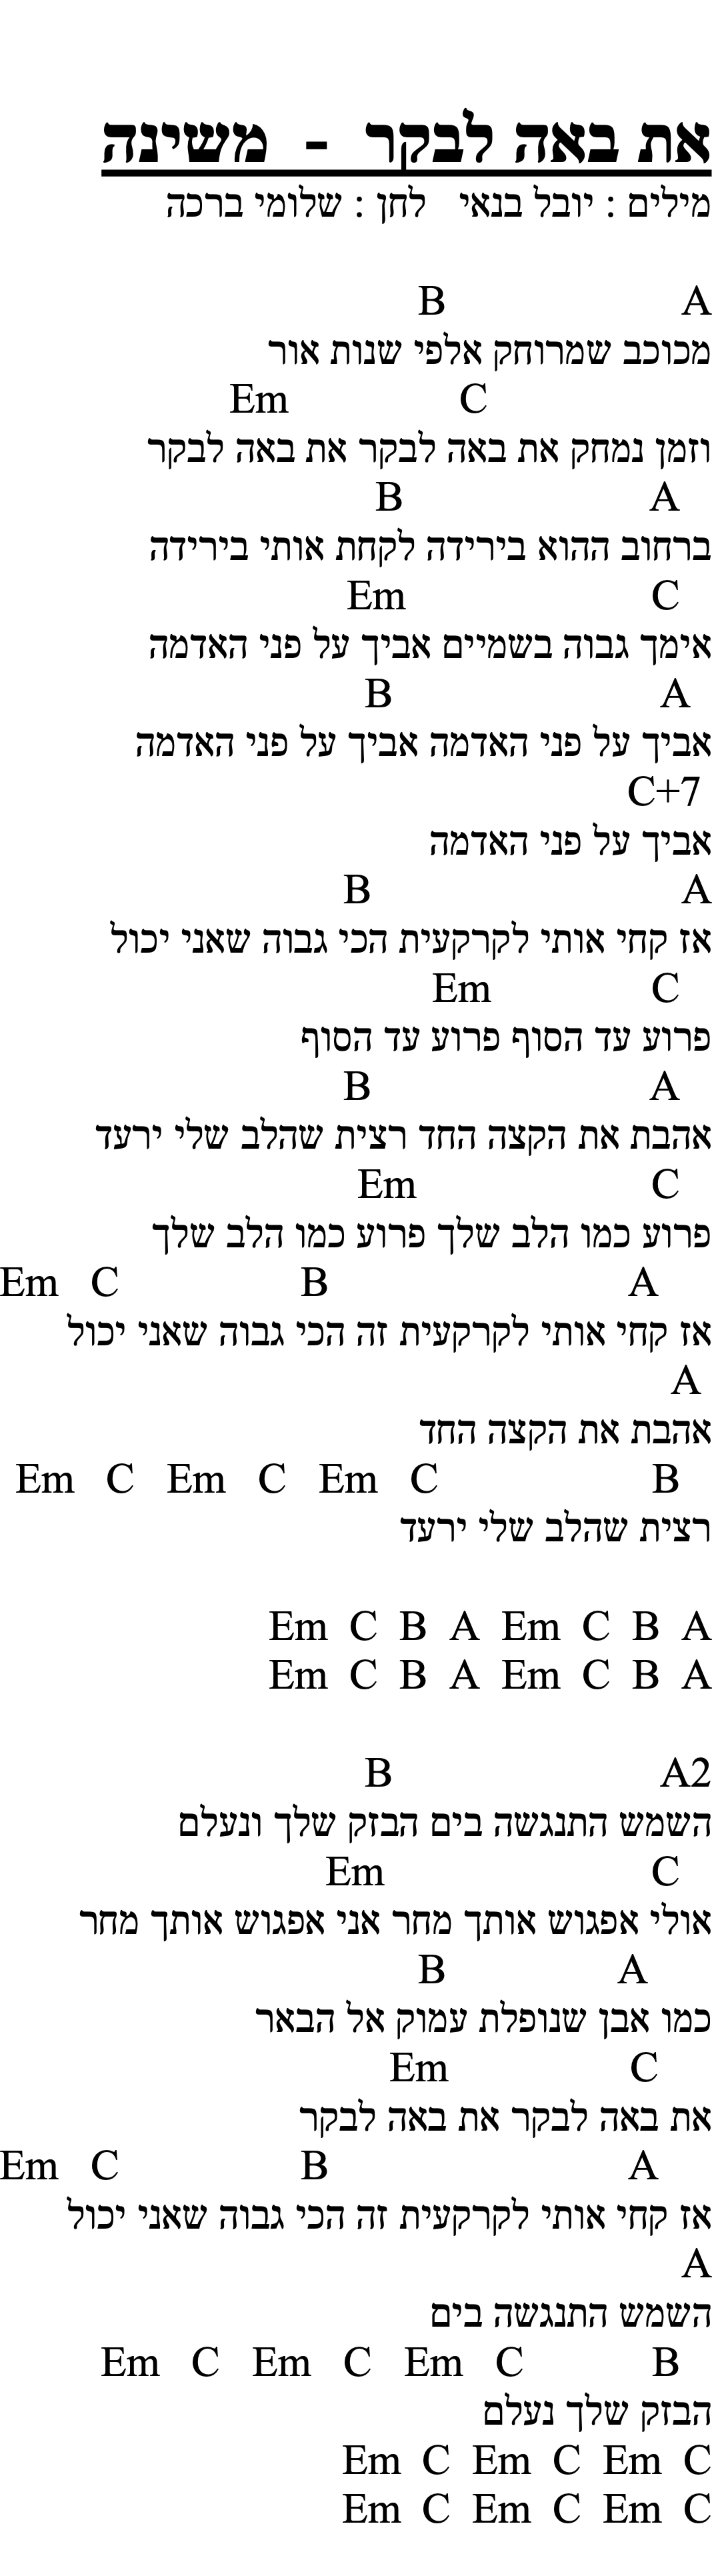 את באה לבקר - משינה
מילים : יובל בנאי לחן : שלומי ברכה
A B
מכוכב שמרוחק אלפי שנות אור
C Em
וזמן נמחק את באה לבקר את באה לבקר
A B
ברחוב ההוא בירידה לקחת אותי בירידה
C Em
אימך גבוה בשמיים אביך על פני האדמה
A B
אביך על פני האדמה אביך על פני האדמה
C+7
אביך על פני האדמה
A B
אז קחי אותי לקרקעית הכי גבוה שאני יכול
C Em
פרוע עד הסוף פרוע עד הסוף
A B
אהבת את הקצה החד רצית שהלב שלי ירעד
C Em
פרוע כמו הלב שלך פרוע כמו הלב שלך
A B C Em
אז קחי אותי לקרקעית זה הכי גבוה שאני יכול
A
אהבת את הקצה החד
B C Em C Em C Em
רצית שהלב שלי ירעד
A B C Em A B C Em
A B C Em A B C Em
A2 B
השמש התנגשה בים הבזק שלך ונעלם
C Em
אולי אפגוש אותך מחר אני אפגוש אותך מחר
A B
כמו אבן שנופלת עמוק אל הבאר
C Em
את באה לבקר את באה לבקר
A B C Em
אז קחי אותי לקרקעית זה הכי גבוה שאני יכול
A
השמש התנגשה בים
B C Em C Em C Em
הבזק שלך נעלם
C Em C Em C Em
C Em C Em C Em